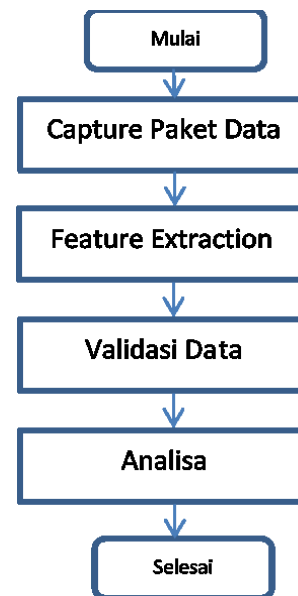 Mulai
Capture Paket Data
Feature Extraction
Validasi Data
Analisa
Selesai